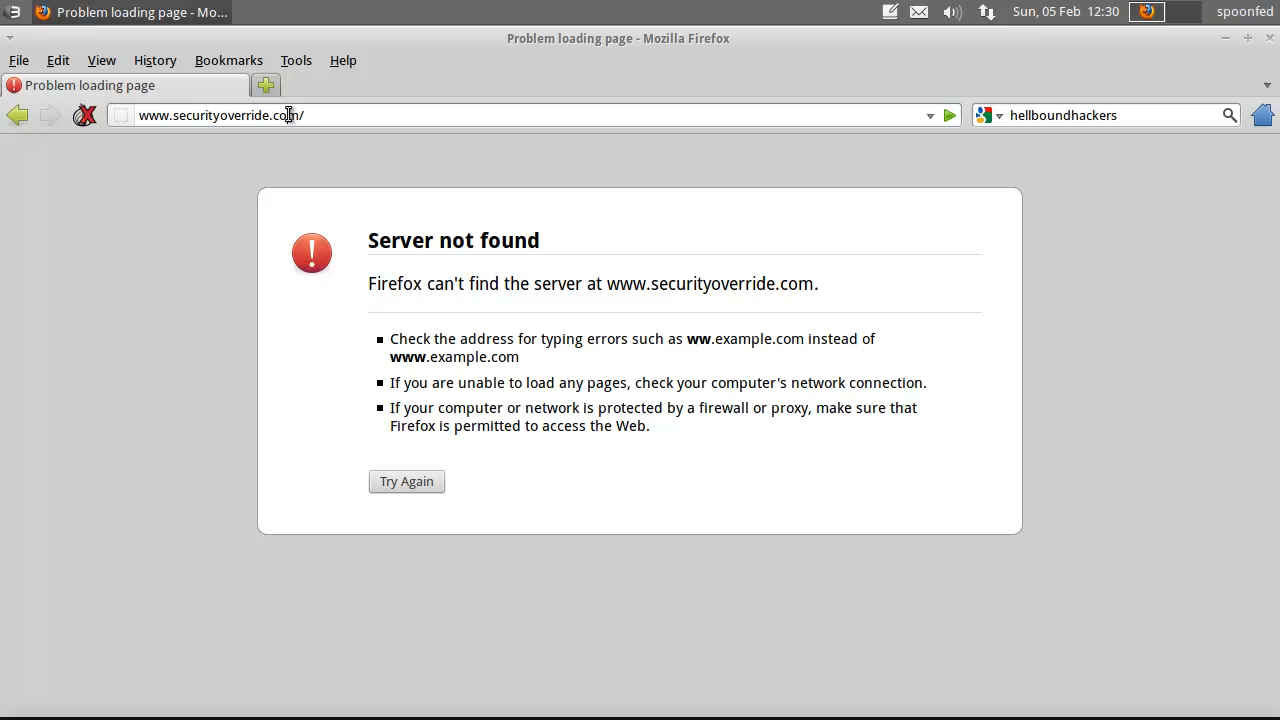 Problem loading page - Mo... Sun, 05 Feb 12:30 spoonfed
Problem loading page - Mozilla Firefox
File Edit View History Bookmarks Tools Help
Problem loading page
www.securityoverride.com/ hellboundhackers
Server not found
Firefox can't find the server at www.securityoverride.com.
Check the address for typing errors such as ww.example.com instead of
www.example.com
If you are unable to load any pages, check your computer's network connection.
If your computer or network is protected by a firewall or proxy, make sure that
Firefox is permitted to access the Web.
Try Again